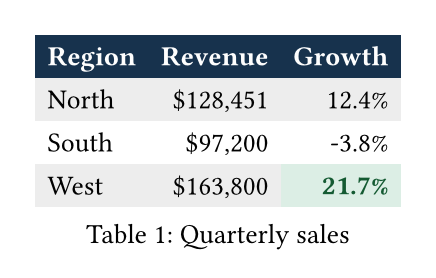 Region Revenue Growth
North $128,451 12.4%
South $97,200 -3.8%
West $163,800 21.7%
Table 1: Quarterly sales